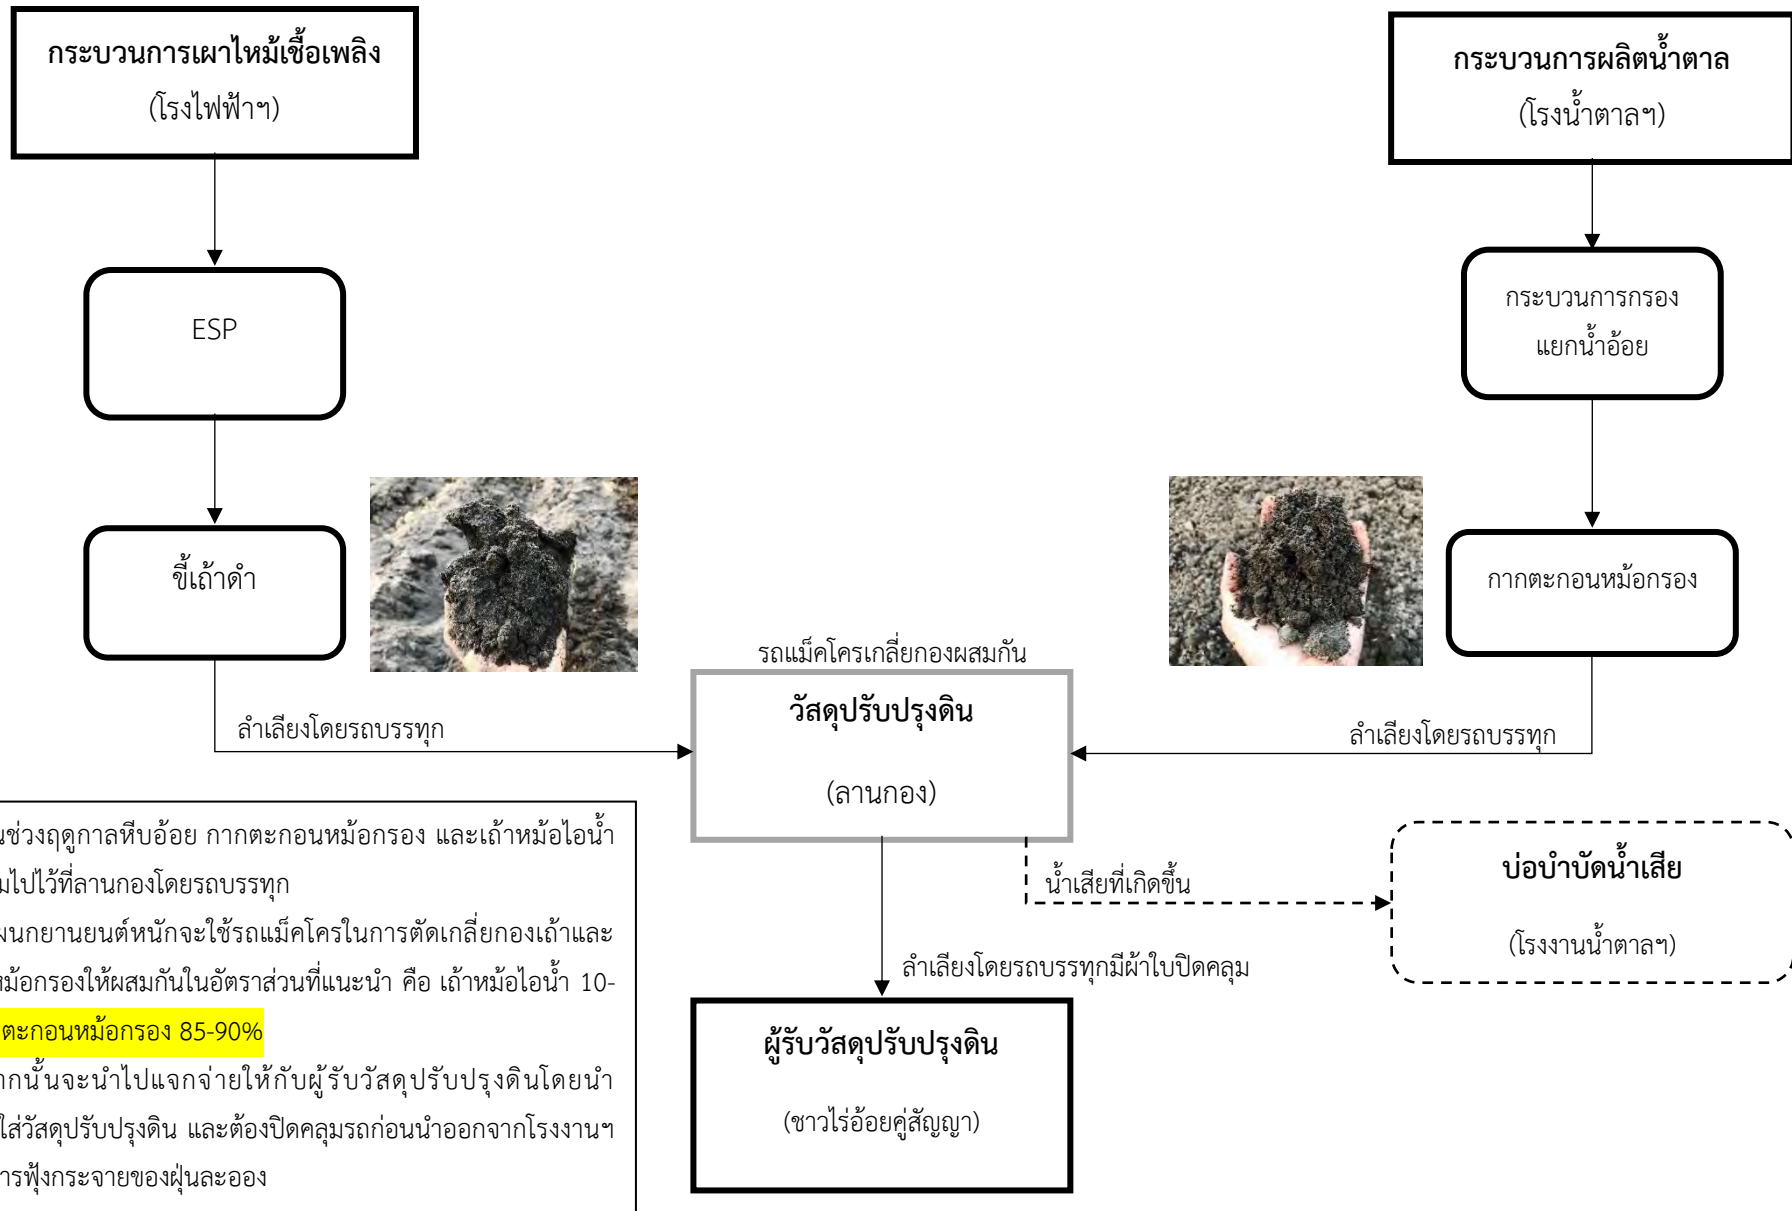 กระบวนการเผาไหม้เชื้อเพลิง
(โรงไฟฟ้าฯ)
กระบวนการผลิตน้ำตาล
(โรงน้ำตาลฯ)
ESP
กระบวนการกรอง
แยกน้ำอ้อย
ขี้เถ้าดำ
กากตะกอนหม้อกรอง
รถแม็คโครเกลี่ยกองผสมกัน
วัสดุปรับปรุงดิน
(ลานกอง)
ลำเลียงโดยรถบรรทุก
ลำเลียงโดยรถบรรทุก
น้ำเสียที่เกิดขึ้น
บ่อบำบัดน้ำเสีย
(โรงงานน้ำตาลฯ)
ลำเลียงโดยรถบรรทุกมีผ้าใบปิดคลุม
ผู้รับวัสดุปรับปรุงดิน
(ชาวไร่อ้อยคู่สัญญา)
ช่วงฤดูกาลหีบอ้อย กากตะกอนหม้อกรอง และเถ้าหม้อไอน้ำ
ไปไว้ที่ลานกองโดยรถบรรทุก
ยานยนต์หนักจะใช้รถแม็คโครในการตัดเกลี่ยกองเถ้าและ
หม้อกรองให้ผสมกันในอัตราส่วนที่แนะนำ คือ เถ้าหม้อไอน้ำ 10-
ตะกอนหม้อกรอง 85-90%
ากนั้นจะนำไปแจกจ่ายให้กับผู้รับวัสดุปรับปรุงดินโดยนำ
ใส่วัสดุปรับปรุงดิน และต้องปิดคลุมรถก่อนนำออกจากโรงงานฯ
ารฟุ้งกระจายของฝุ่นละออง